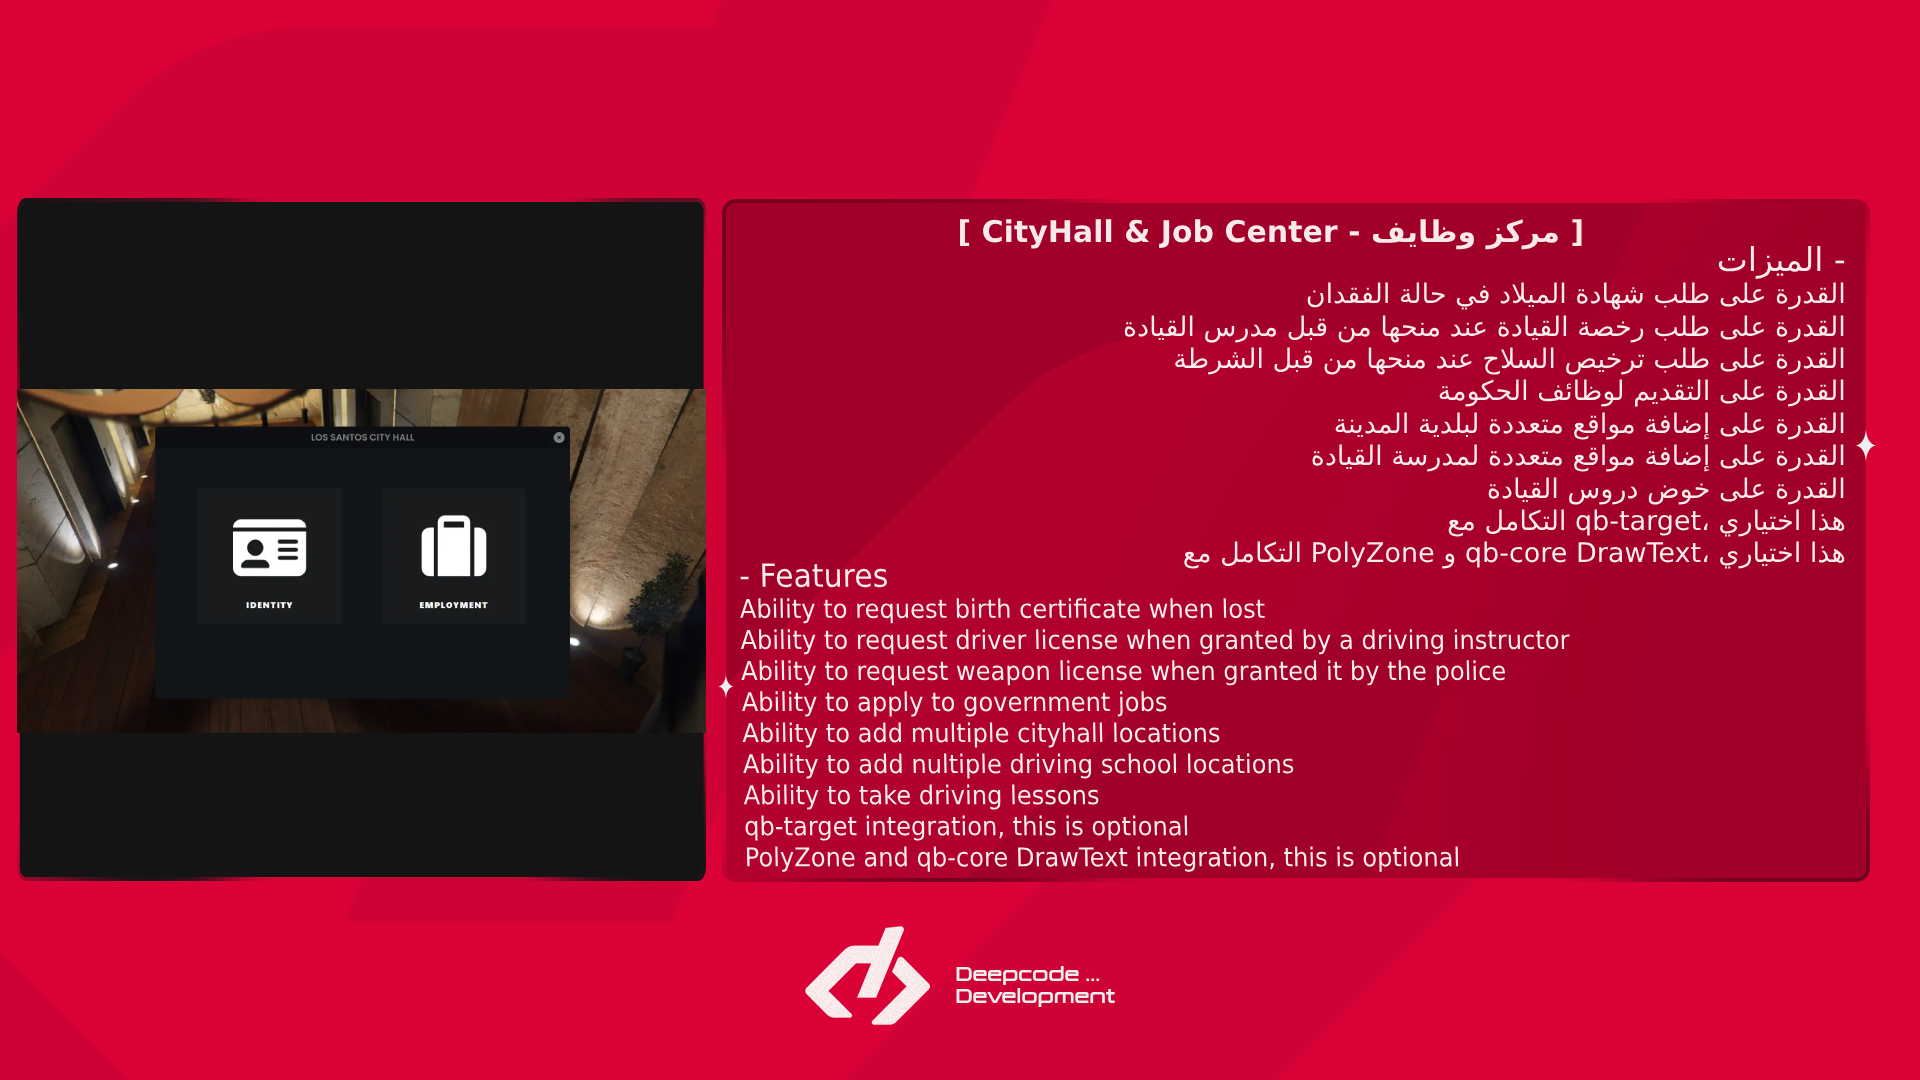 LOS SANTOS CITY HALL
IDENTITY
EMPLOYMENT
[ CityHall & Job Center - مركز وظايف ]
- الميزات
القدرة على طلب شهادة الميلاد في حالة الفقدان
القدرة على طلب رخصة القيادة عند منحها من قبل مدرس القيادة
القدرة على طلب ترخيص السلاح عند منحها من قبل الشرطة
القدرة على التقديم لوظائف الحكومة
القدرة على إضافة مواقع متعددة لبلدية المدينة
القدرة على إضافة مواقع متعددة لمدرسة القيادة
القدرة على خوض دروس القيادة
هذا اختياري ،qb-target التكامل مع
هذا اختياري ،qb-core DrawText و PolyZone التكامل مع
- Features
Ability to request birth certificate when lost
Ability to request driver license when granted by a driving instructor
Ability to request weapon license when granted it by the police
Ability to apply to government jobs
Ability to add multiple cityhall locations
Ability to add nultiple driving school locations
Ability to take driving lessons
qb-target integration, this is optional
PolyZone and qb-core DrawText integration, this is optional
Deepcode ...
Development